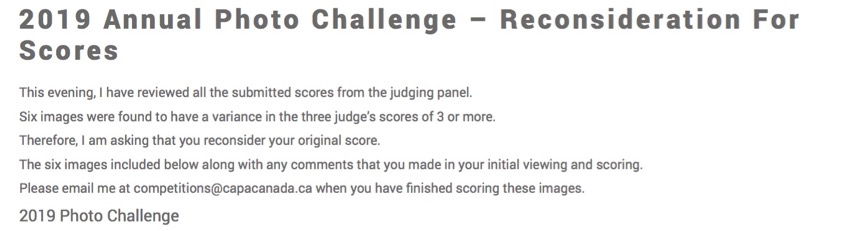 2019 Annual Photo Challenge – Reconsideration For
Scores
This evening, I have reviewed all the submitted scores from the judging panel.
Six images were found to have a variance in the three judge's scores of 3 or more.
Therefore, I am asking that you reconsider your original score.
The six images included below along with any comments that you made in your initial viewing and scoring.
Please email me at competitions@capacanada.ca when you have finished scoring these images.
2019 Photo Challenge